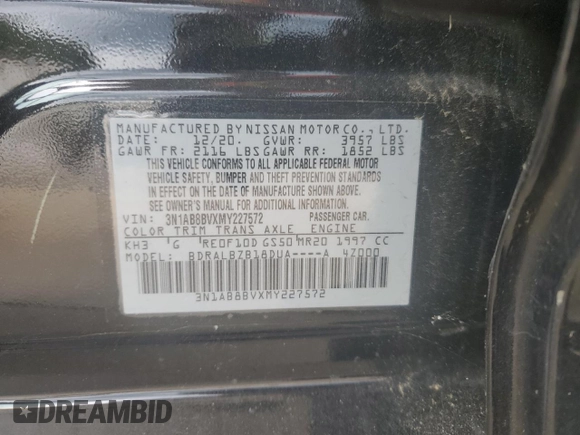 MANUFACTURED BY NISSAN MOTOR CO., LTD.
DATE: 12/20. GVWR: 3957 LBS
GAWR FR: 2116 LBS GAWR RR: 1852 LBS
THIS VEHICLE CONFORMS TO ALL APPLICABLE FEDERAL MOTOR
VEHICLE SAFETY, BUMPER AND THEFT PREVENTION STANDARDS
IN EFFECT ON THE DATE OF MANUFACTURE SHOWN ABOVE.
SEE OWNER'S MANUAL FOR ADDITIONAL INFORMATION.
VIN: 3N1AB8BVXMY227572 PASSENGER CAR.
COLOR TRIM TRANS AXLE ENGINE
KH3 'G 'RE0F10D GS50'MR20 1997 CC
MODEL: BDRALBZB18DUA----A 4Z000
3N1AB8BVXMY227572
DREAMBID